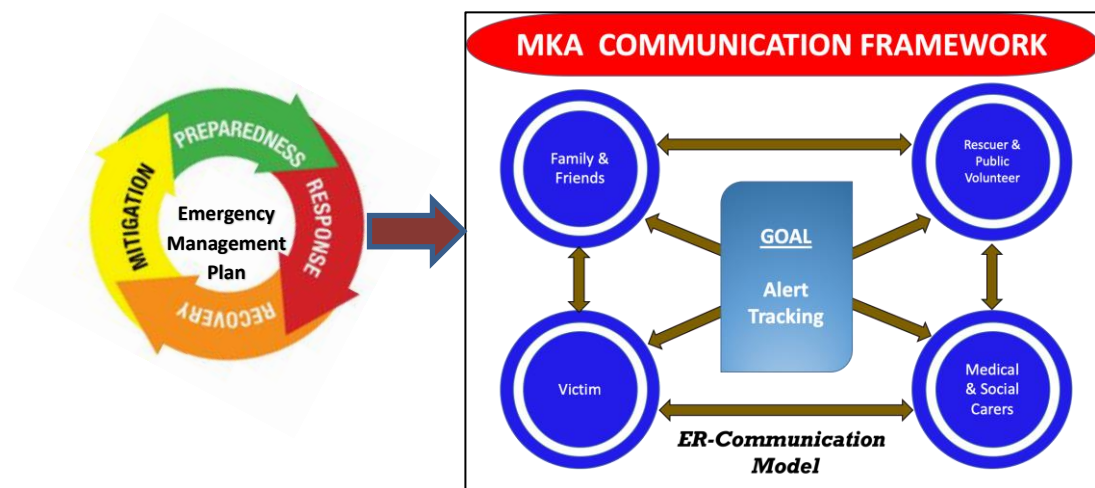 PREPAREDNESS
RESPONSE
RECOVERY
MITIGATION
Emergency
Management
Plan
MKA COMMUNICATION FRAMEWORK
Family &
Friends
Rescuer &
Public
Volunteer
GOAL
Alert
Tracking
Victim
Medical
& Social
Carers
ER-Communication
Model